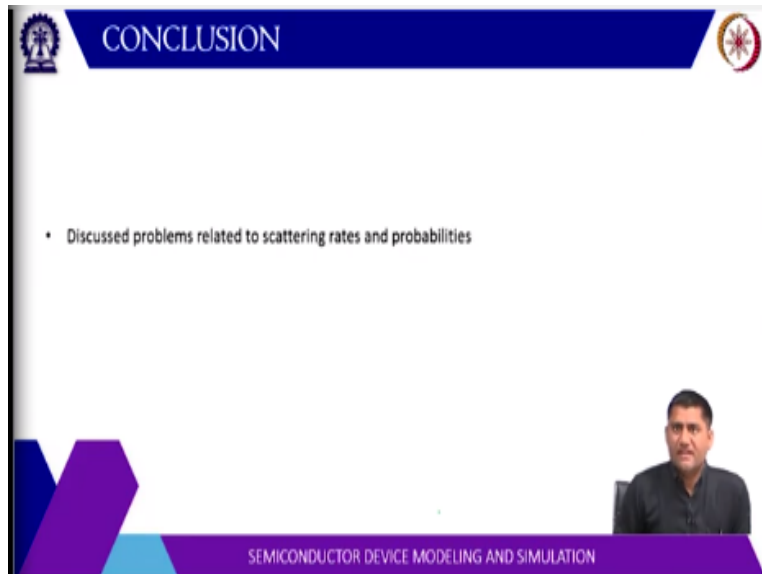 CONCLUSION
• Discussed problems related to scattering rates and probabilities
SEMICONDUCTOR DEVICE MODELING AND SIMULATION